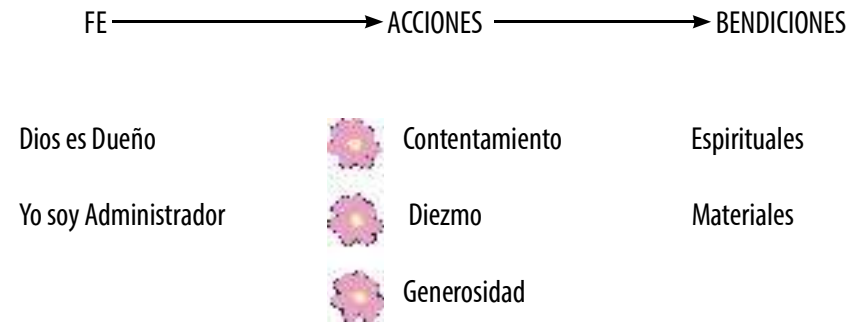 FE ACCIONES BENDICIONES
Dios es Dueño Contentamiento Espirituales
Yo soy Administrador Diezmo Materiales
Generosidad